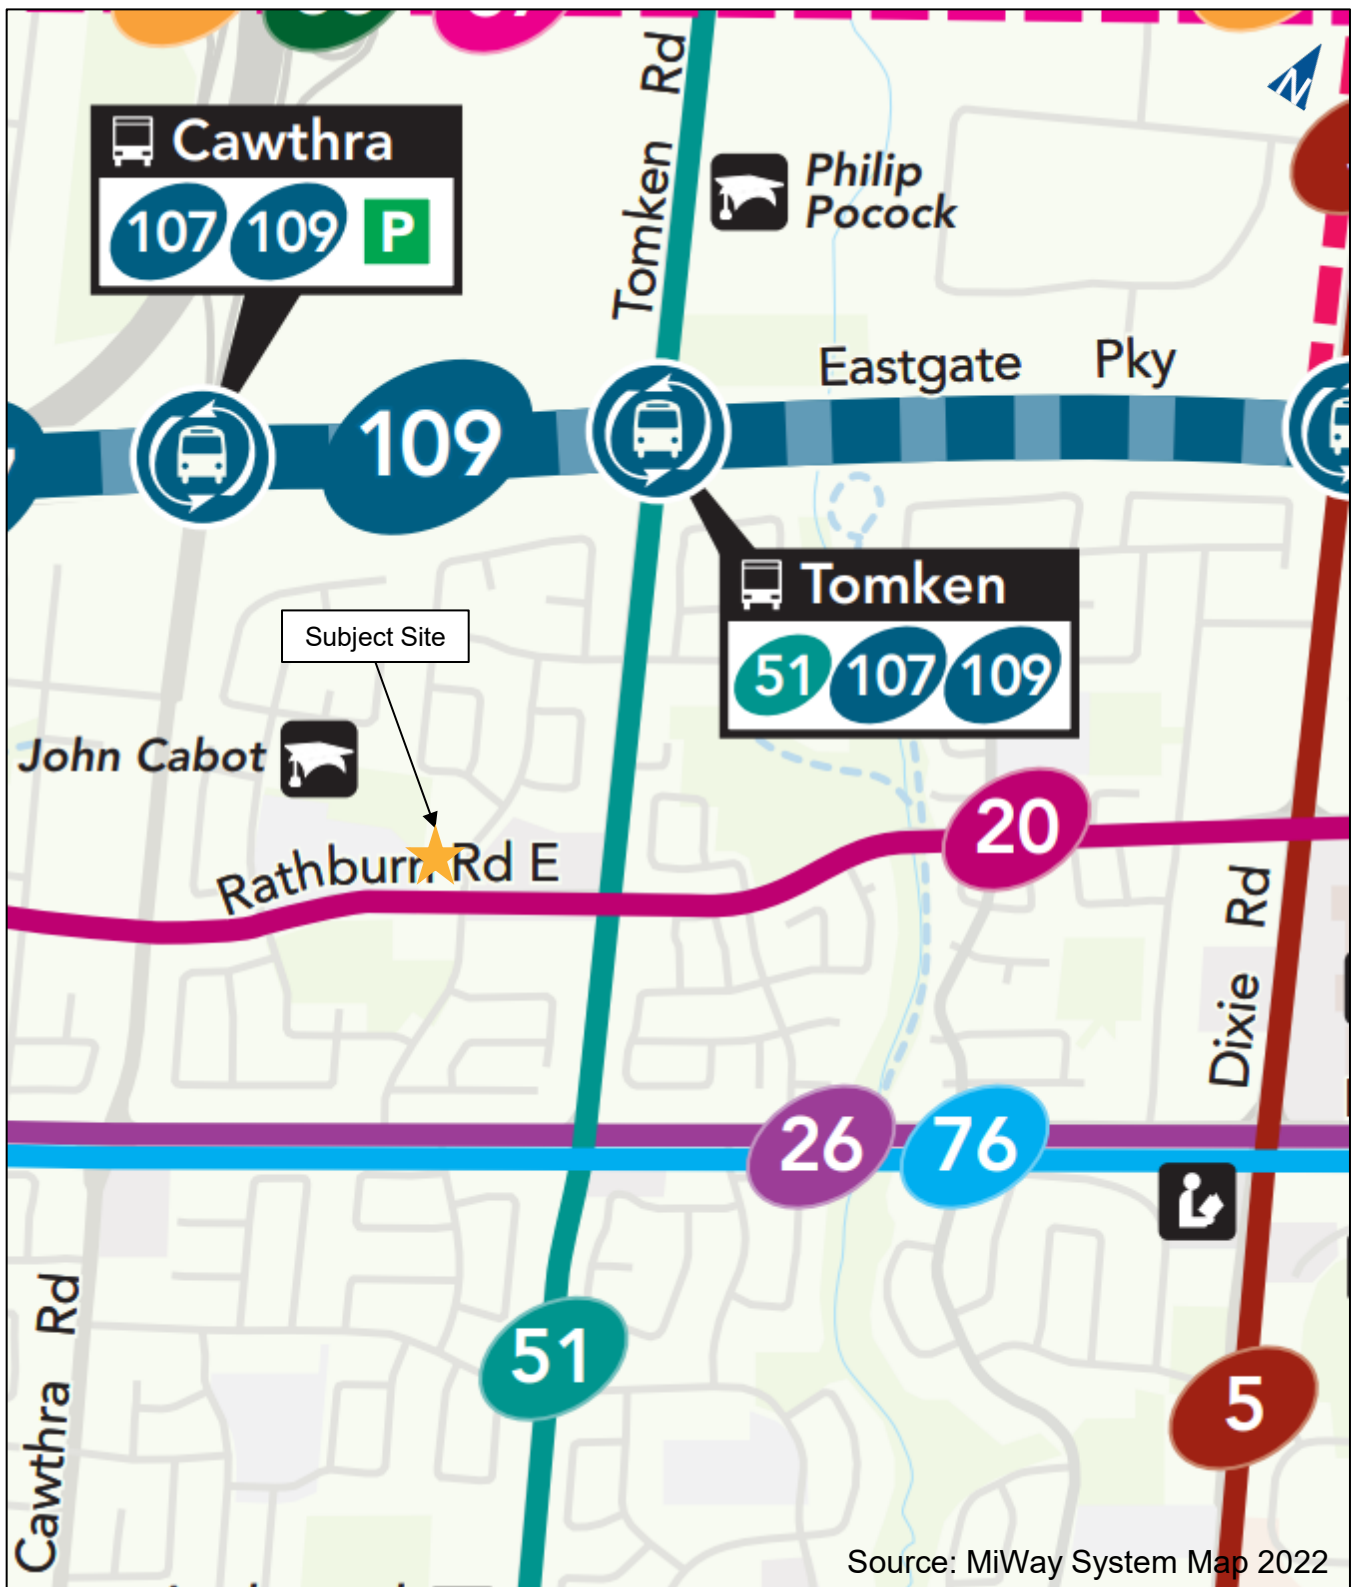 Tomken Rd
N
Cawthra
107 109 P
Philip
Pocock
Eastgate Pky
109
Tomken
51 107 109
Subject Site
John Cabot
20
Rathburn Rd E
Dixie Rd
26 76
51
5
Cawthra Rd
Source: MiWay System Map 2022